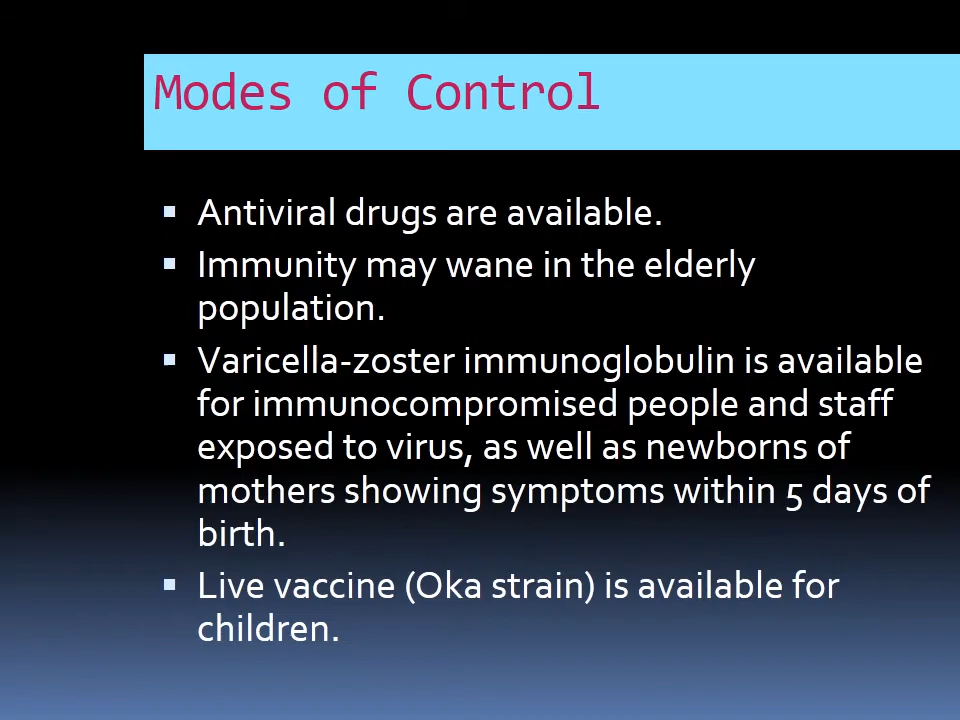 Modes of Control
▪ Antiviral drugs are available.
▪ Immunity may wane in the elderly
population.
▪ Varicella-zoster immunoglobulin is available
for immunocompromised people and staff
exposed to virus, as well as newborns of
mothers showing symptoms within 5 days of
birth.
▪ Live vaccine (Oka strain) is available for
children.